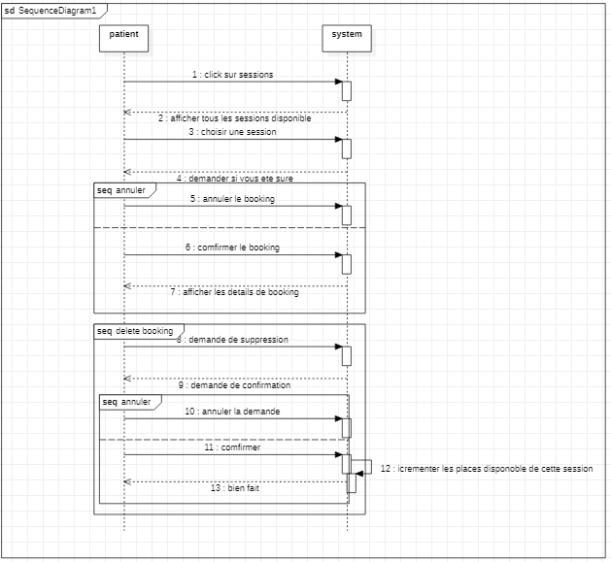 sd SequenceDiagram1
patient
system
1 : click sur sessions
2 : afficher tous les sessions disponible
3 : choisir une session
4 : demander si vous ete sure
seq annuler
5 : annuler le booking
6 : comfirmer le booking
7 : afficher les details de booking
seq delete booking
8 : demande de suppression
9 : demande de confirmation
seq annuler
10 : annuler la demande
11 : comfirmer
12 : icrementer les places disponoble de cette session
13 : bien fait